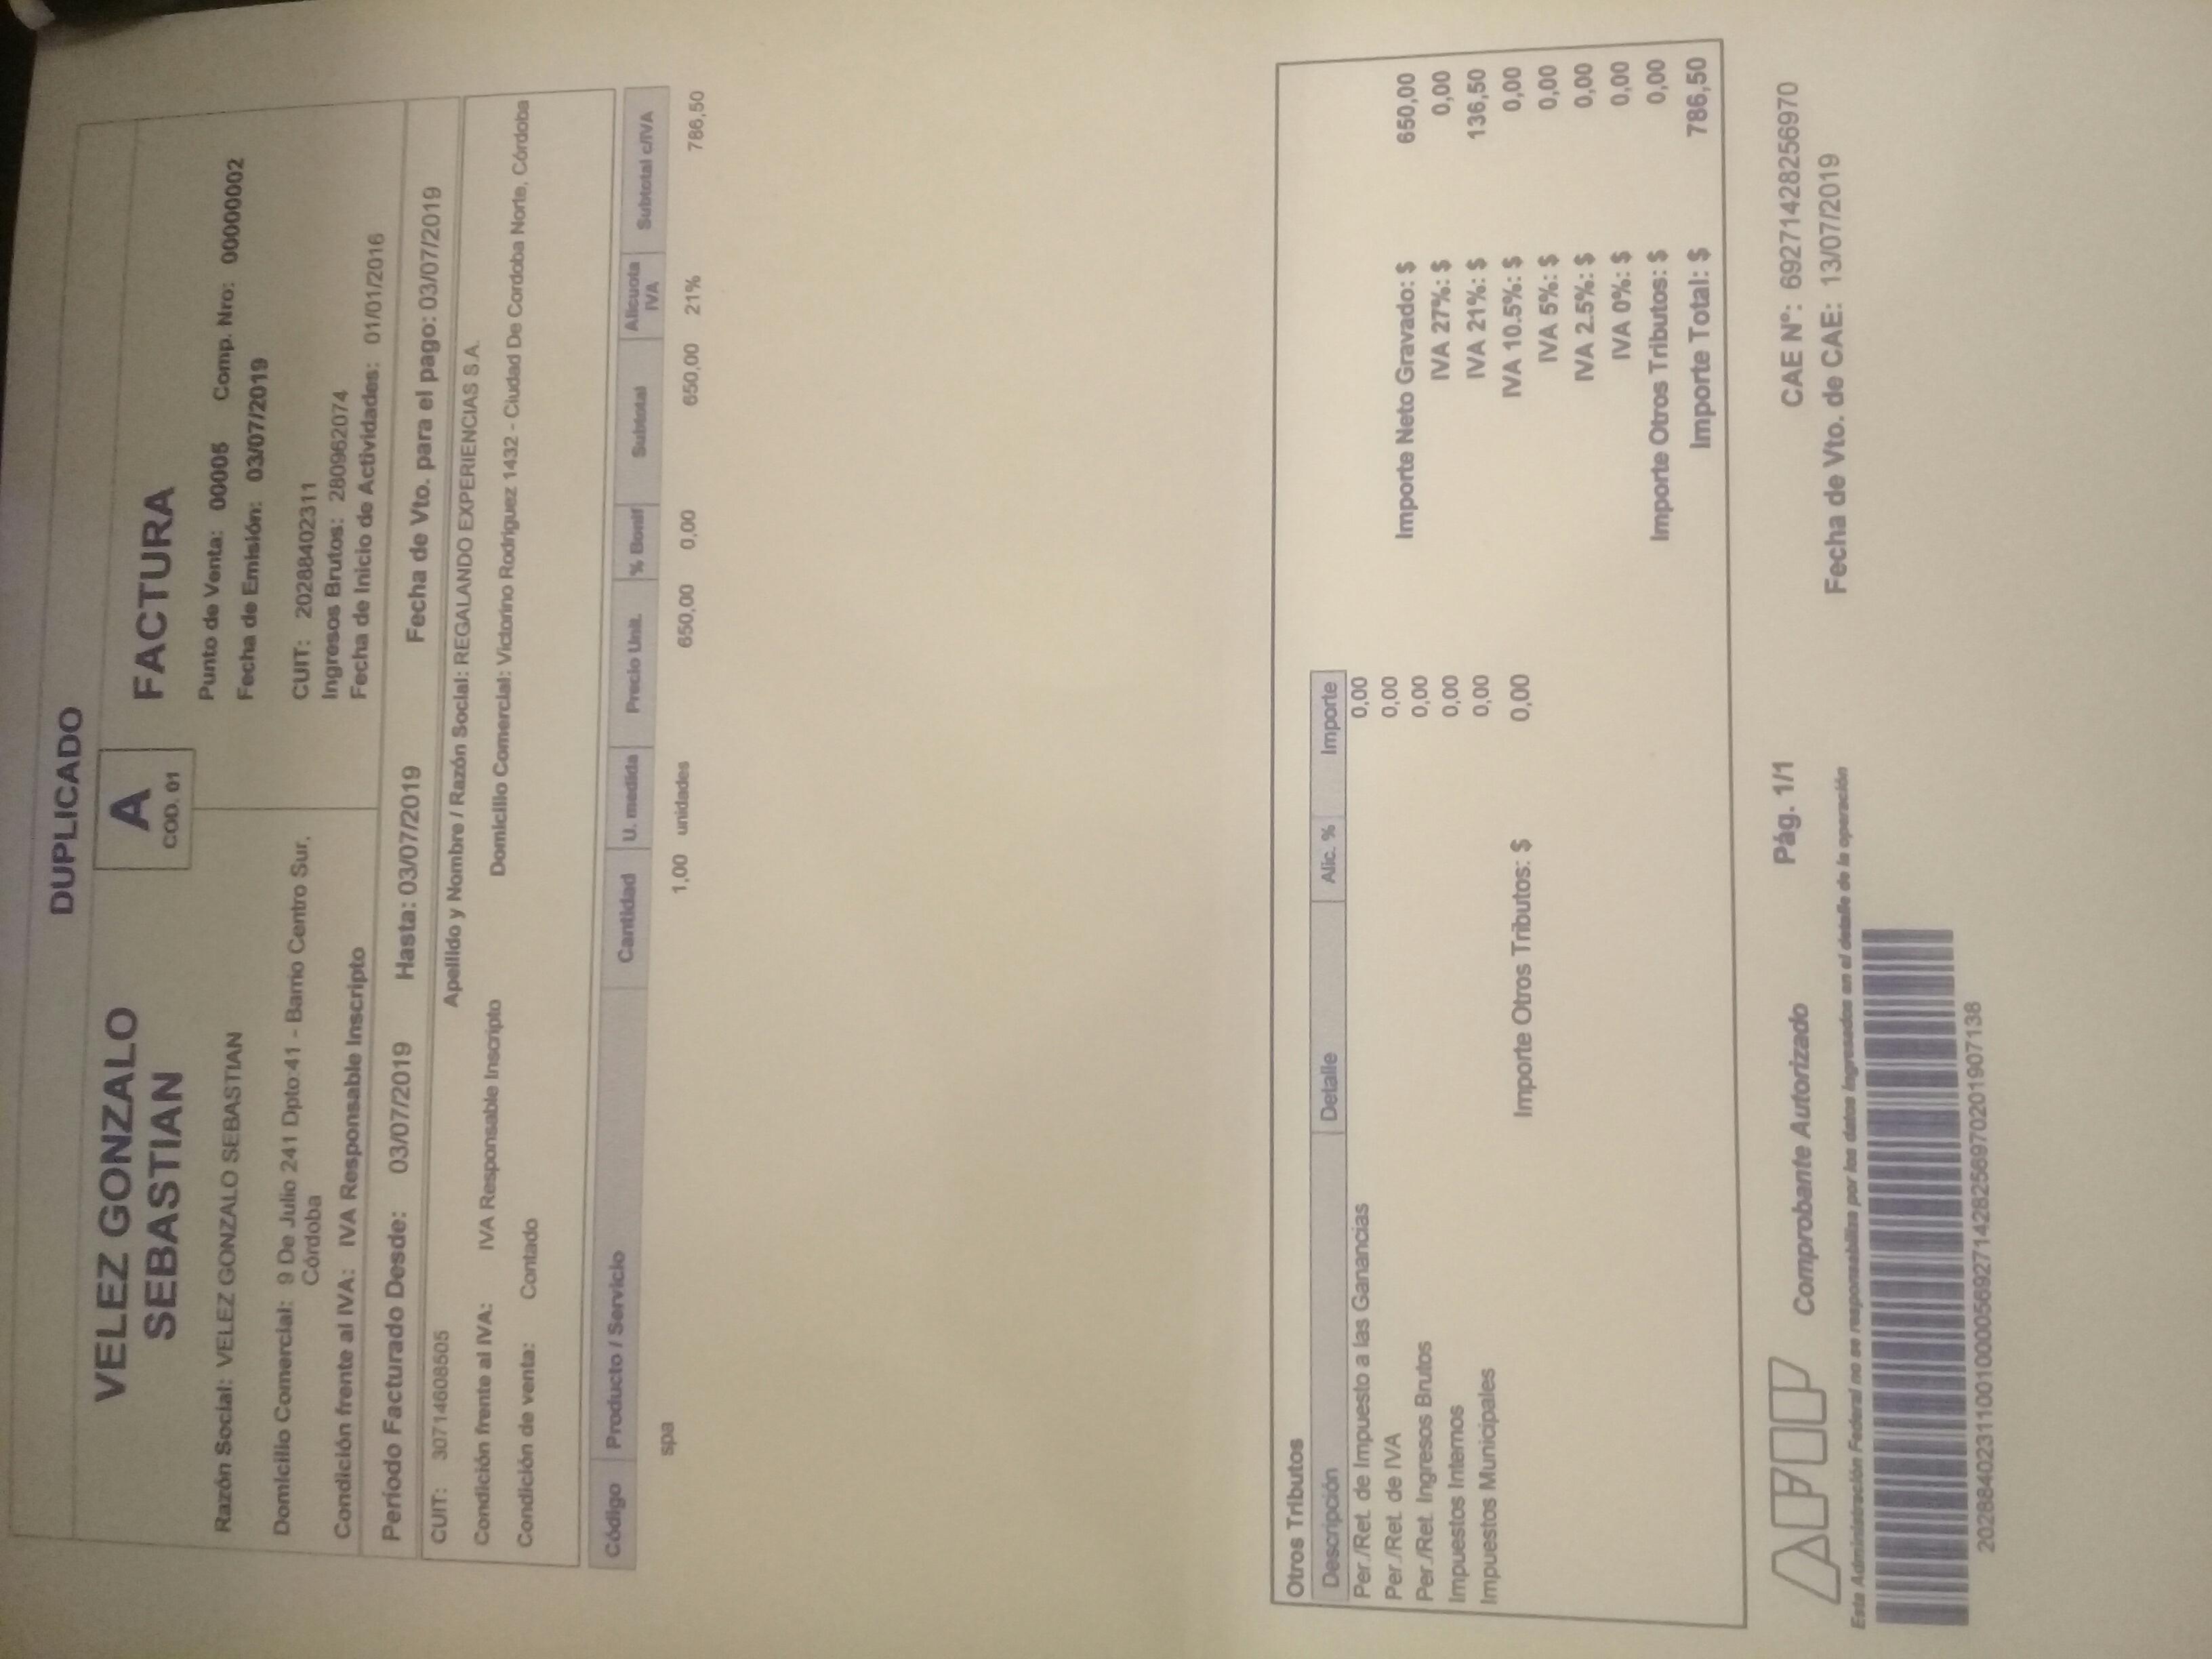 DUPLICADO
VELEZ GONZALO
SEBASTIAN
A
COD. 01
FACTURA
Razón Social: VELEZ GONZALO SEBASTIAN
Domicilio Comercial: 9 De Julio 241 Dpto:41 - Barrio Centro Sur,
Córdoba
Condición frente al IVA: IVA Responsable Inscripto
Punto de Venta: 00005 Comp. Nro: 00000002
Fecha de Emisión: 03/07/2019
CUIT: 20288402311
Ingresos Brutos: 280962074
Fecha de Inicio de Actividades: 01/01/2016
Período Facturado Desde: 03/07/2019 Hasta: 03/07/2019 Fecha de Vto. para el pago: 03/07/2019
CUIT: 30714608505 Apellido y Nombre / Razón Social: REGALANDO EXPERIENCIAS S.A.
Condición frente al IVA: IVA Responsable Inscripto Domicilio Comercial: Victorino Rodriguez 1432 - Ciudad De Cordoba Norte, Córdoba
Condición de venta: Contado
Código Producto / Servicio Cantidad U. medida Precio Unit. % Bonif Subtotal Alicuota IVA Subtotal c/IVA
spa 1,00 unidades 650,00 0,00 650,00 21% 786,50
Otros Tributos
Descripción Detalle Alic. % Importe
Per./Ret. de Impuesto a las Ganancias 0,00
Per./Ret. de IVA 0,00
Per./Ret. Ingresos Brutos 0,00
Impuestos Internos 0,00
Impuestos Municipales 0,00
Importe Otros Tributos: $ 0,00
Importe Neto Gravado: $ 650,00
IVA 27%: $ 0,00
IVA 21%: $ 136,50
IVA 10.5%: $ 0,00
IVA 5%: $ 0,00
IVA 2.5%: $ 0,00
IVA 0%: $ 0,00
Importe Otros Tributos: $ 0,00
Importe Total: $ 786,50
AFIP Comprobante Autorizado Pág. 1/1
CAE N°: 69271428256970
Fecha de Vto. de CAE: 13/07/2019
Esta Administración Federal no se responsabiliza por los datos ingresados en el detalle de la operación
2028840231100100005692714282569702019​07138